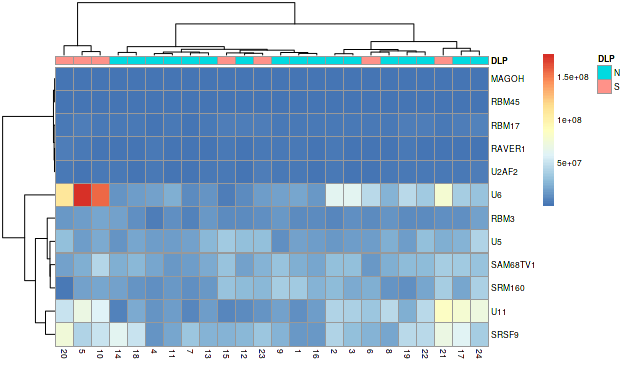 DLP
MAGOH
RBM45
RBM17
RAVER1
U2AF2
U6
RBM3
U5
SAM68TV1
SRM160
U11
SRSF9
20 5 10 14 18 4 11 7 13 15 12 23 9 1 16 2 3 6 8 19 22 21 17 24
1.5e+08
1e+08
5e+07
DLP
N
S